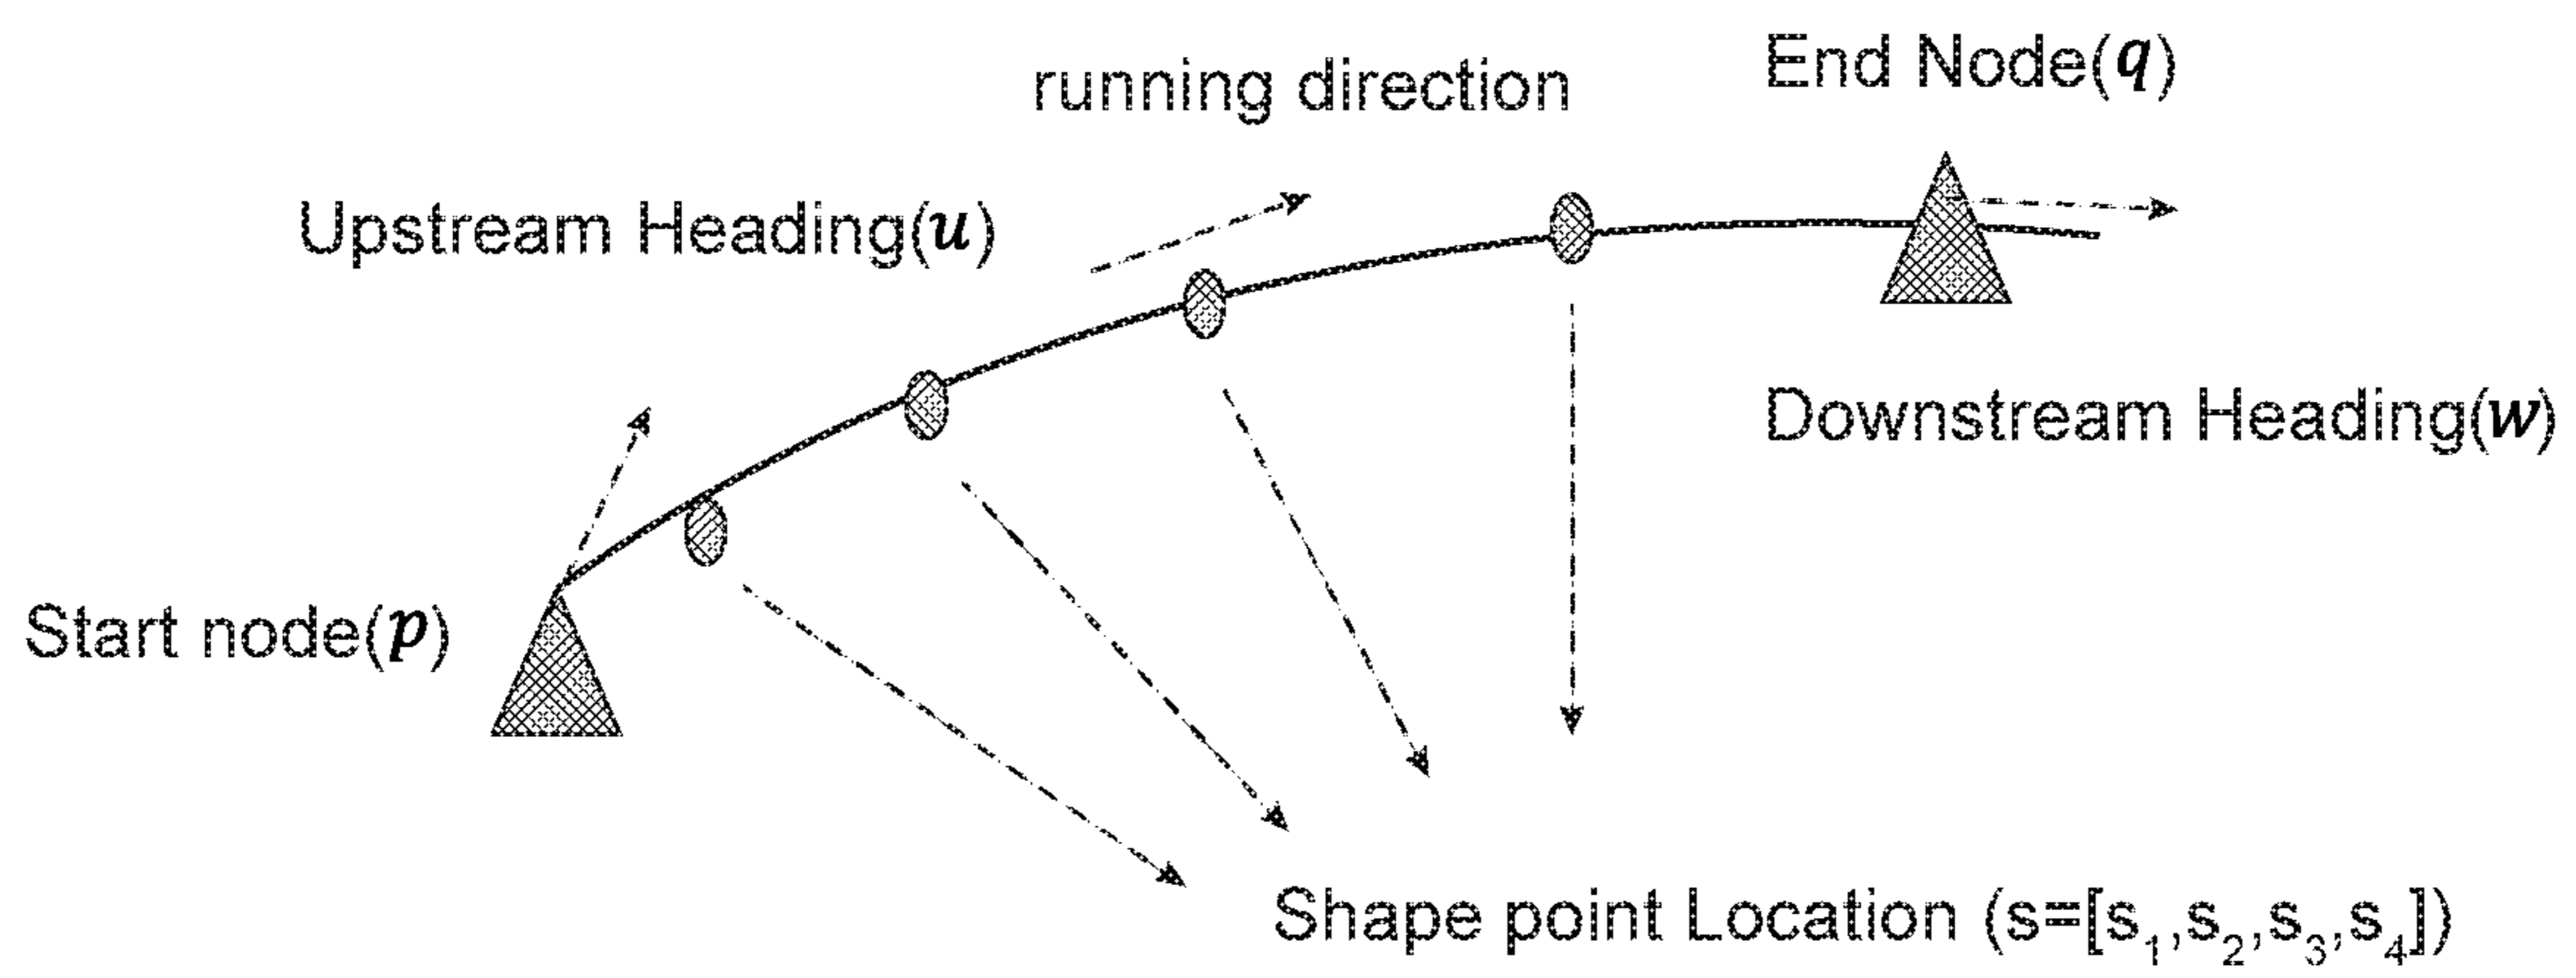 running direction
End Node(q)
Upstream Heading(u)
Downstream Heading(w)
Start node(p)
Shape point Location (s=[s₁,s₂,s₃,s₄])